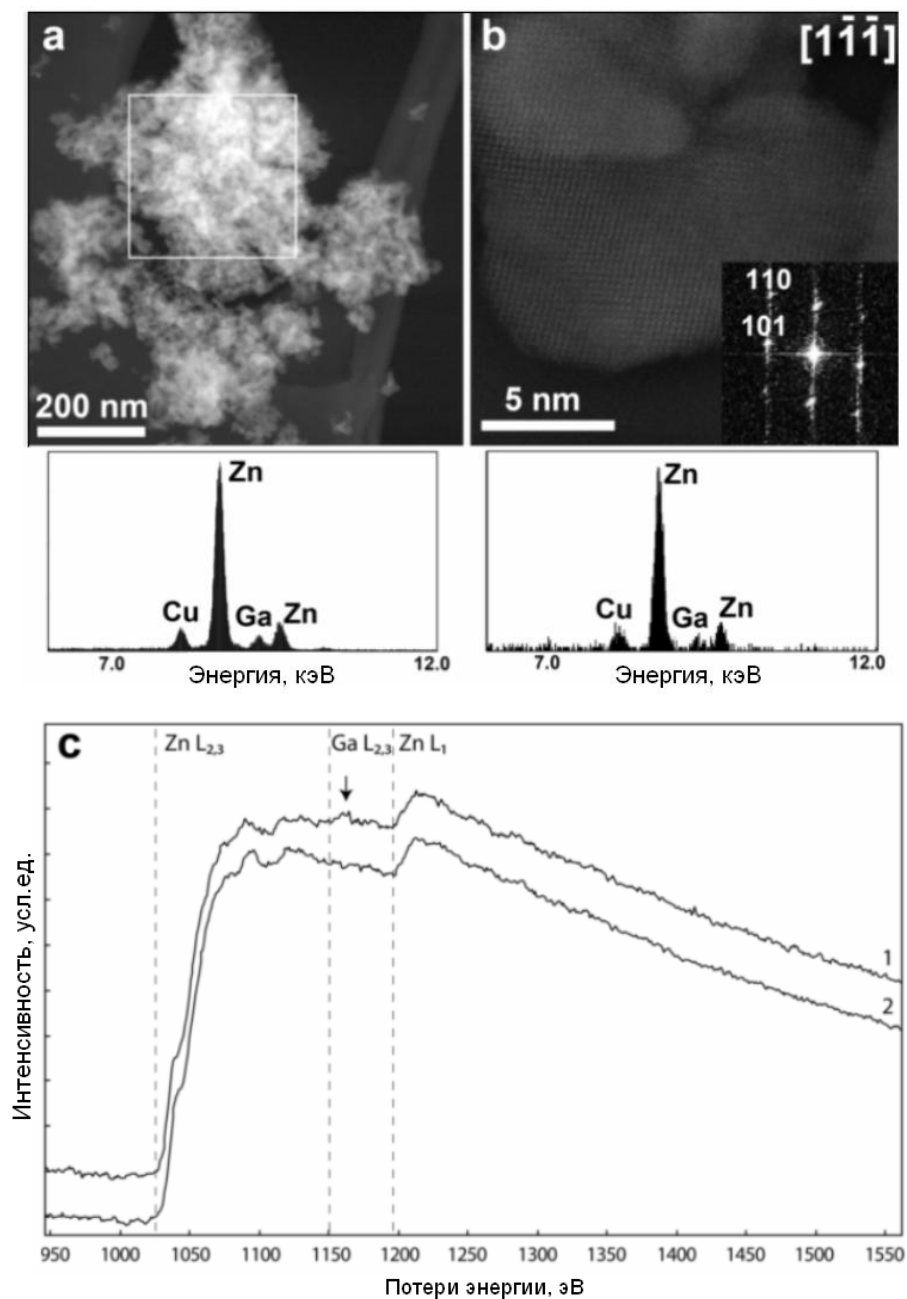 a
b
[11̄1̄]
110
101
200 nm
5 nm
Zn
Cu
Ga
Zn
7.0
12.0
Энергия, кэВ
Zn
Cu
Ga
Zn
7.0
12.0
Энергия, кэВ
c
Zn L2,3
Ga L2,3
Zn L1
1
2
Интенсивность, усл.ед.
950 1000 1050 1100 1150 1200 1250 1300 1350 1400 1450 1500 1550
Потери энергии, эВ